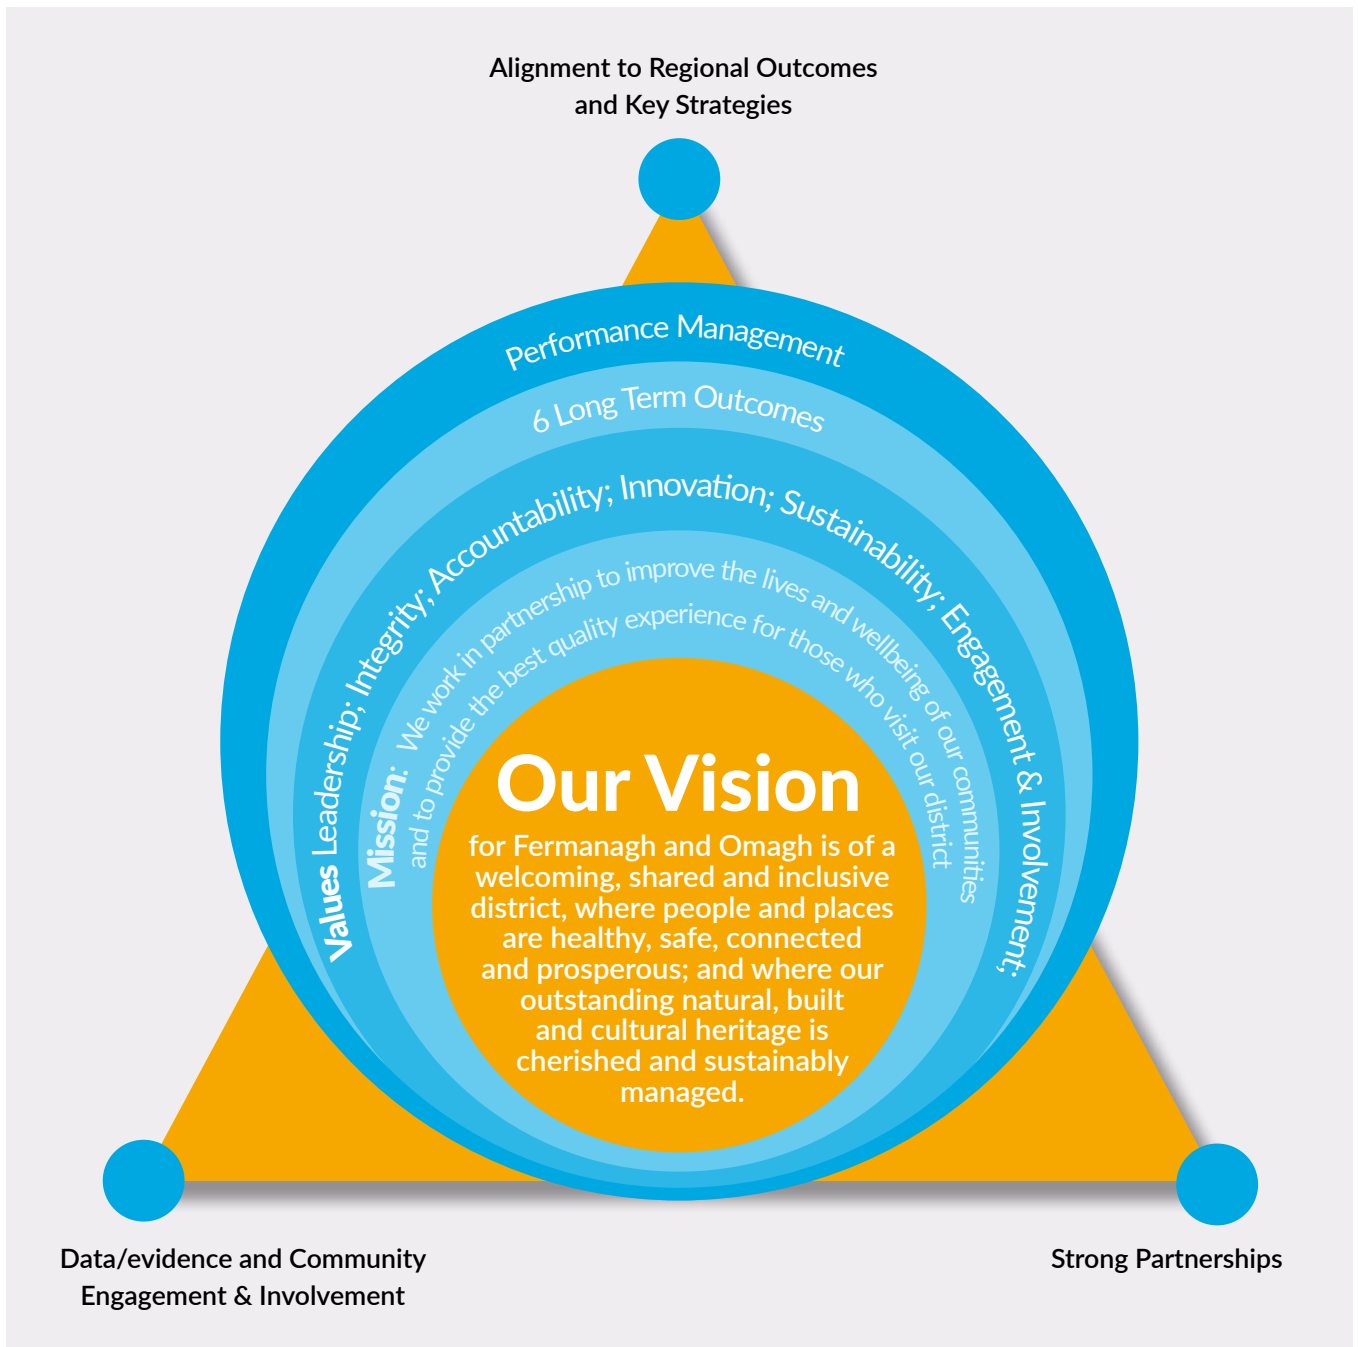 Alignment to Regional Outcomes
and Key Strategies
Performance Management
6 Long Term Outcomes
Values Leadership; Integrity; Accountability; Innovation; Sustainability; Engagement & Involvement;
Mission: We work in partnership to improve the lives and wellbeing of our communities
and to provide the best quality experience for those who visit our district
Our Vision
for Fermanagh and Omagh is of a
welcoming, shared and inclusive
district, where people and places
are healthy, safe, connected
and prosperous; and where our
outstanding natural, built
and cultural heritage is
cherished and sustainably
managed.
Data/evidence and Community
Engagement & Involvement
Strong Partnerships